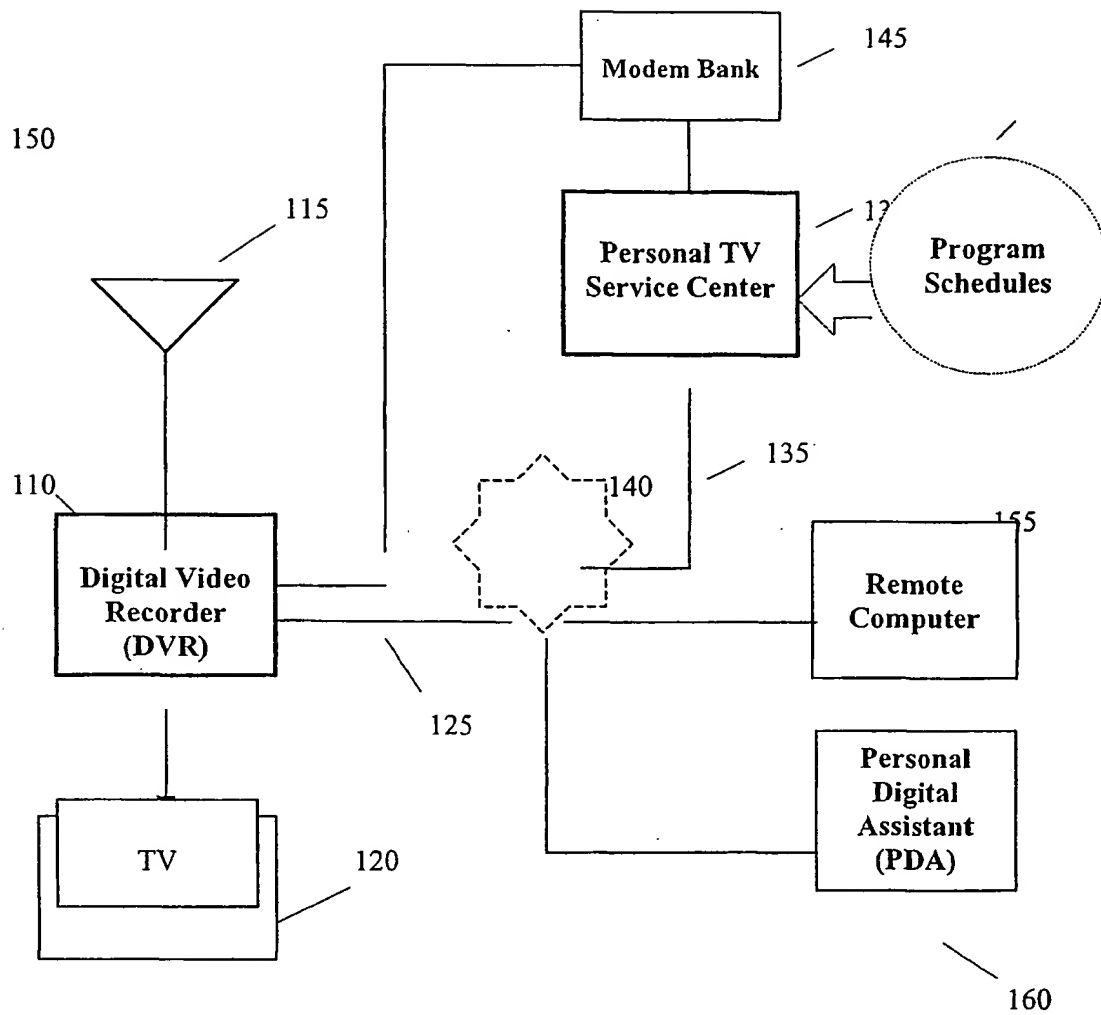 145
Modem Bank
150
115
Personal TV
Service Center
Program
Schedules
135
110
140
155
Digital Video
Recorder
(DVR)
Remote
Computer
125
Personal
Digital
Assistant
(PDA)
TV
120
160